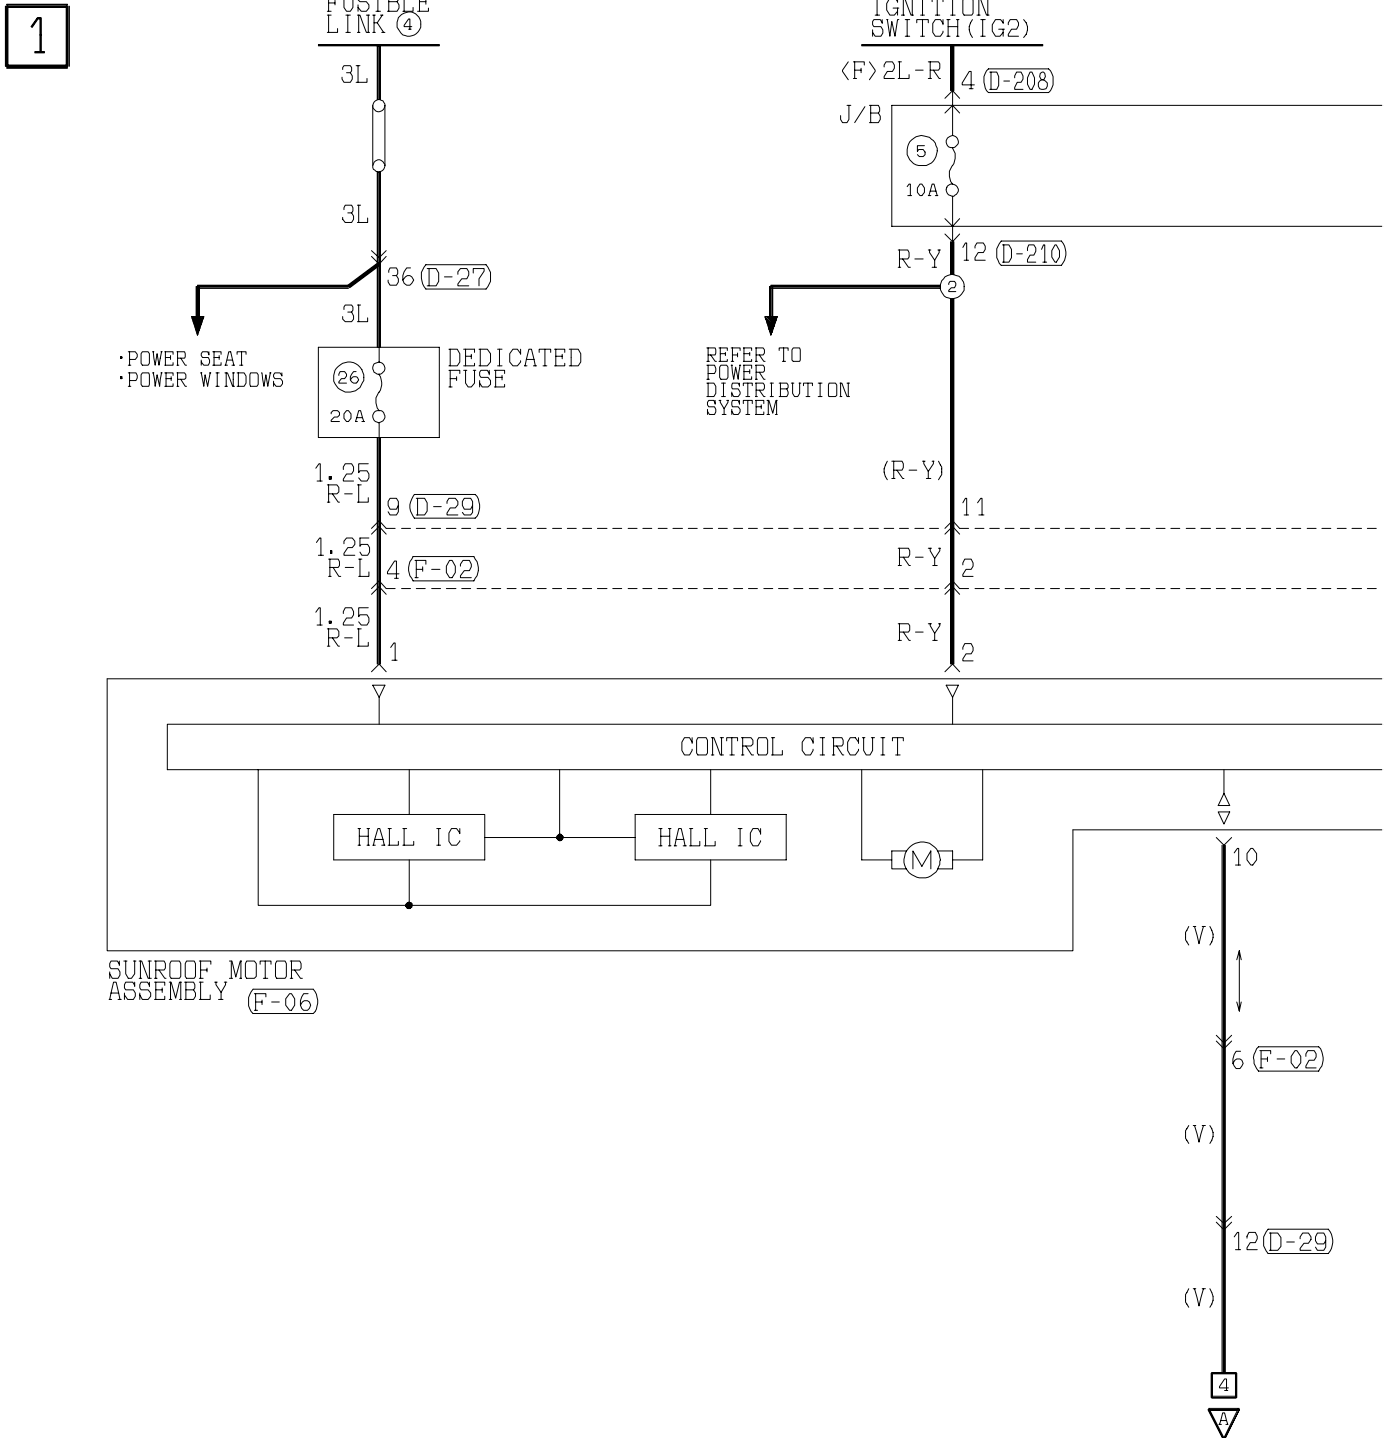 1
FUSIBLE
LINK ④
IGNITION
SWITCH(IG2)
3L
<F>2L-R
4 (D-208)
J/B
5
10A
3L
R-Y
12 (D-210)
36 (D-27)
2
3L
·POWER SEAT
·POWER WINDOWS
26
20A
DEDICATED
FUSE
REFER TO
POWER
DISTRIBUTION
SYSTEM
1.25
R-L
9 (D-29)
(R-Y)
11
1.25
R-L
4 (F-02)
R-Y
2
1.25
R-L
1
R-Y
2
CONTROL CIRCUIT
HALL IC
HALL IC
M
10
(V)
SUNROOF MOTOR
ASSEMBLY (F-06)
6 (F-02)
(V)
12 (D-29)
(V)
4
A